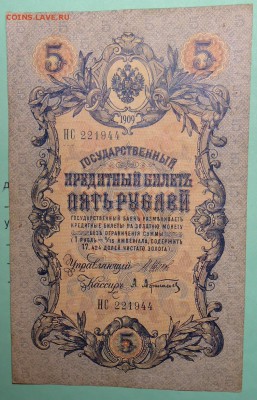 COINS.LAVE.RU
5 5
1909
НС 221944
ГОСУДАРСТВЕННЫЙ
КРЕДИТНЫЙ БИЛЕТЪ
ПЯТЬ РУБЛЕЙ
ГОСУДАРСТВЕННЫЙ БАНКЪ РАЗМѢНИВАЕТЪ
КРЕДИТНЫЕ БИЛЕТЫ НА ЗОЛОТУЮ МОНЕТУ
БЕЗЪ ОГРАНИЧЕНІЯ СУММЫ
(1 РУБЛЬ = 1/15 ИМПЕРІАЛА, СОДЕРЖИТЪ
17,424 ДОЛЕЙ ЧИСТАГО ЗОЛОТА).
Управляющій
Кассиръ
НС 221944
5